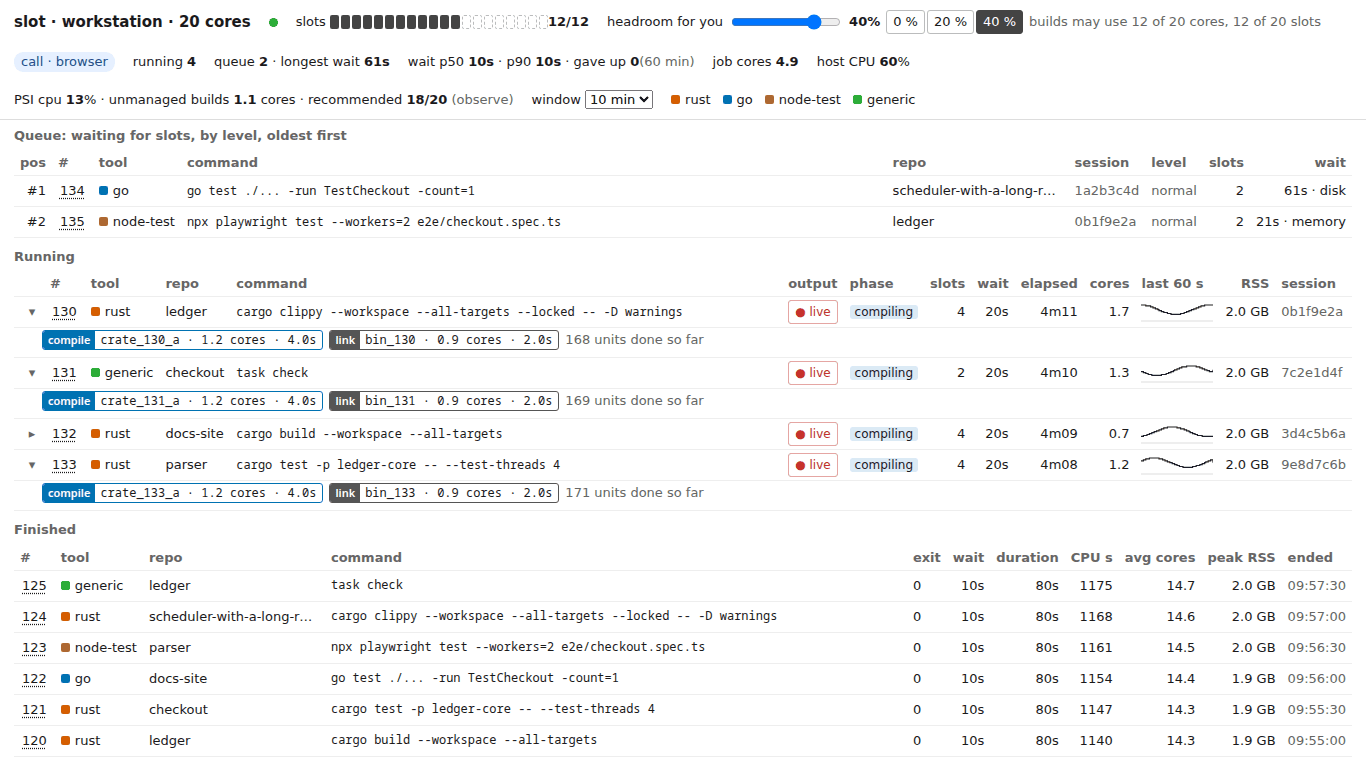 slot · workstation · 20 cores ● slots 12/12 headroom for you 40% 0 % 20 % 40 % builds may use 12 of 20 cores, 12 of 20 slots
call · browser running 4 queue 2 · longest wait 61s wait p50 10s · p90 10s · gave up 0(60 min) job cores 4.9 host CPU 60%
PSI cpu 13% · unmanaged builds 1.1 cores · recommended 18/20 (observe) window 10 min rust go node-test generic
Queue: waiting for slots, by level, oldest first
pos # tool command repo session level slots wait
#1 134 go go test ./... -run TestCheckout -count=1 scheduler-with-a-long-r… 1a2b3c4d normal 2 61s · disk
#2 135 node-test npx playwright test --workers=2 e2e/checkout.spec.ts ledger 0b1f9e2a normal 2 21s · memory
Running
# tool repo command output phase slots wait elapsed cores last 60 s RSS session
▾ 130 rust ledger cargo clippy --workspace --all-targets --locked -- -D warnings ● live compiling 4 20s 4m11 1.7 2.0 GB 0b1f9e2a
compile crate_130_a · 1.2 cores · 4.0s link bin_130 · 0.9 cores · 2.0s 168 units done so far
▾ 131 generic checkout task check ● live compiling 2 20s 4m10 1.3 2.0 GB 7c2e1d4f
compile crate_131_a · 1.2 cores · 4.0s link bin_131 · 0.9 cores · 2.0s 169 units done so far
▸ 132 rust docs-site cargo build --workspace --all-targets ● live compiling 4 20s 4m09 0.7 2.0 GB 3d4c5b6a
▾ 133 rust parser cargo test -p ledger-core -- --test-threads 4 ● live compiling 4 20s 4m08 1.2 2.0 GB 9e8d7c6b
compile crate_133_a · 1.2 cores · 4.0s link bin_133 · 0.9 cores · 2.0s 171 units done so far
Finished
# tool repo command exit wait duration CPU s avg cores peak RSS ended
125 generic ledger task check 0 10s 80s 1175 14.7 2.0 GB 09:57:30
124 rust scheduler-with-a-long-r… cargo clippy --workspace --all-targets --locked -- -D warnings 0 10s 80s 1168 14.6 2.0 GB 09:57:00
123 node-test parser npx playwright test --workers=2 e2e/checkout.spec.ts 0 10s 80s 1161 14.5 2.0 GB 09:56:30
122 go docs-site go test ./... -run TestCheckout -count=1 0 10s 80s 1154 14.4 1.9 GB 09:56:00
121 rust checkout cargo test -p ledger-core -- --test-threads 4 0 10s 80s 1147 14.3 1.9 GB 09:55:30
120 rust ledger cargo build --workspace --all-targets 0 10s 80s 1140 14.3 1.9 GB 09:55:00